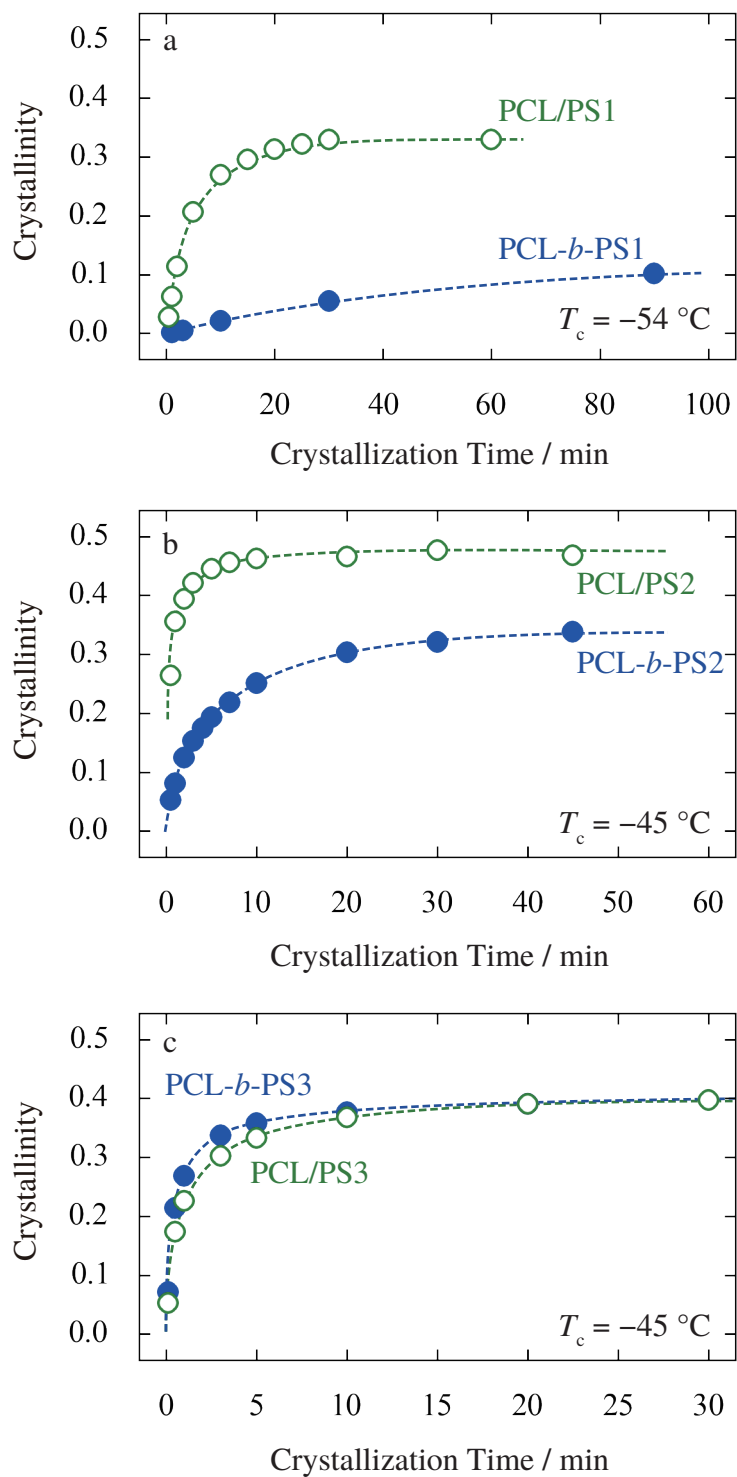 a
0.5
0.4
0.3
0.2
0.1
0.0
Crystallinity
PCL/PS1
PCL-b-PS1
Tc = −54 °C
0 20 40 60 80 100
Crystallization Time / min
b
0.5
0.4
0.3
0.2
0.1
0.0
Crystallinity
PCL/PS2
PCL-b-PS2
Tc = −45 °C
0 10 20 30 40 50 60
Crystallization Time / min
c
0.5
0.4
0.3
0.2
0.1
0.0
Crystallinity
PCL-b-PS3
PCL/PS3
Tc = −45 °C
0 5 10 15 20 25 30
Crystallization Time / min